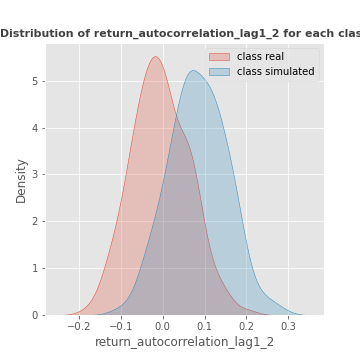 Distribution of return_autocorrelation_lag1_2 for each clas
class real
class simulated
Density
5
4
3
2
1
0
−0.2
−0.1
0.0
0.1
0.2
0.3
return_autocorrelation_lag1_2